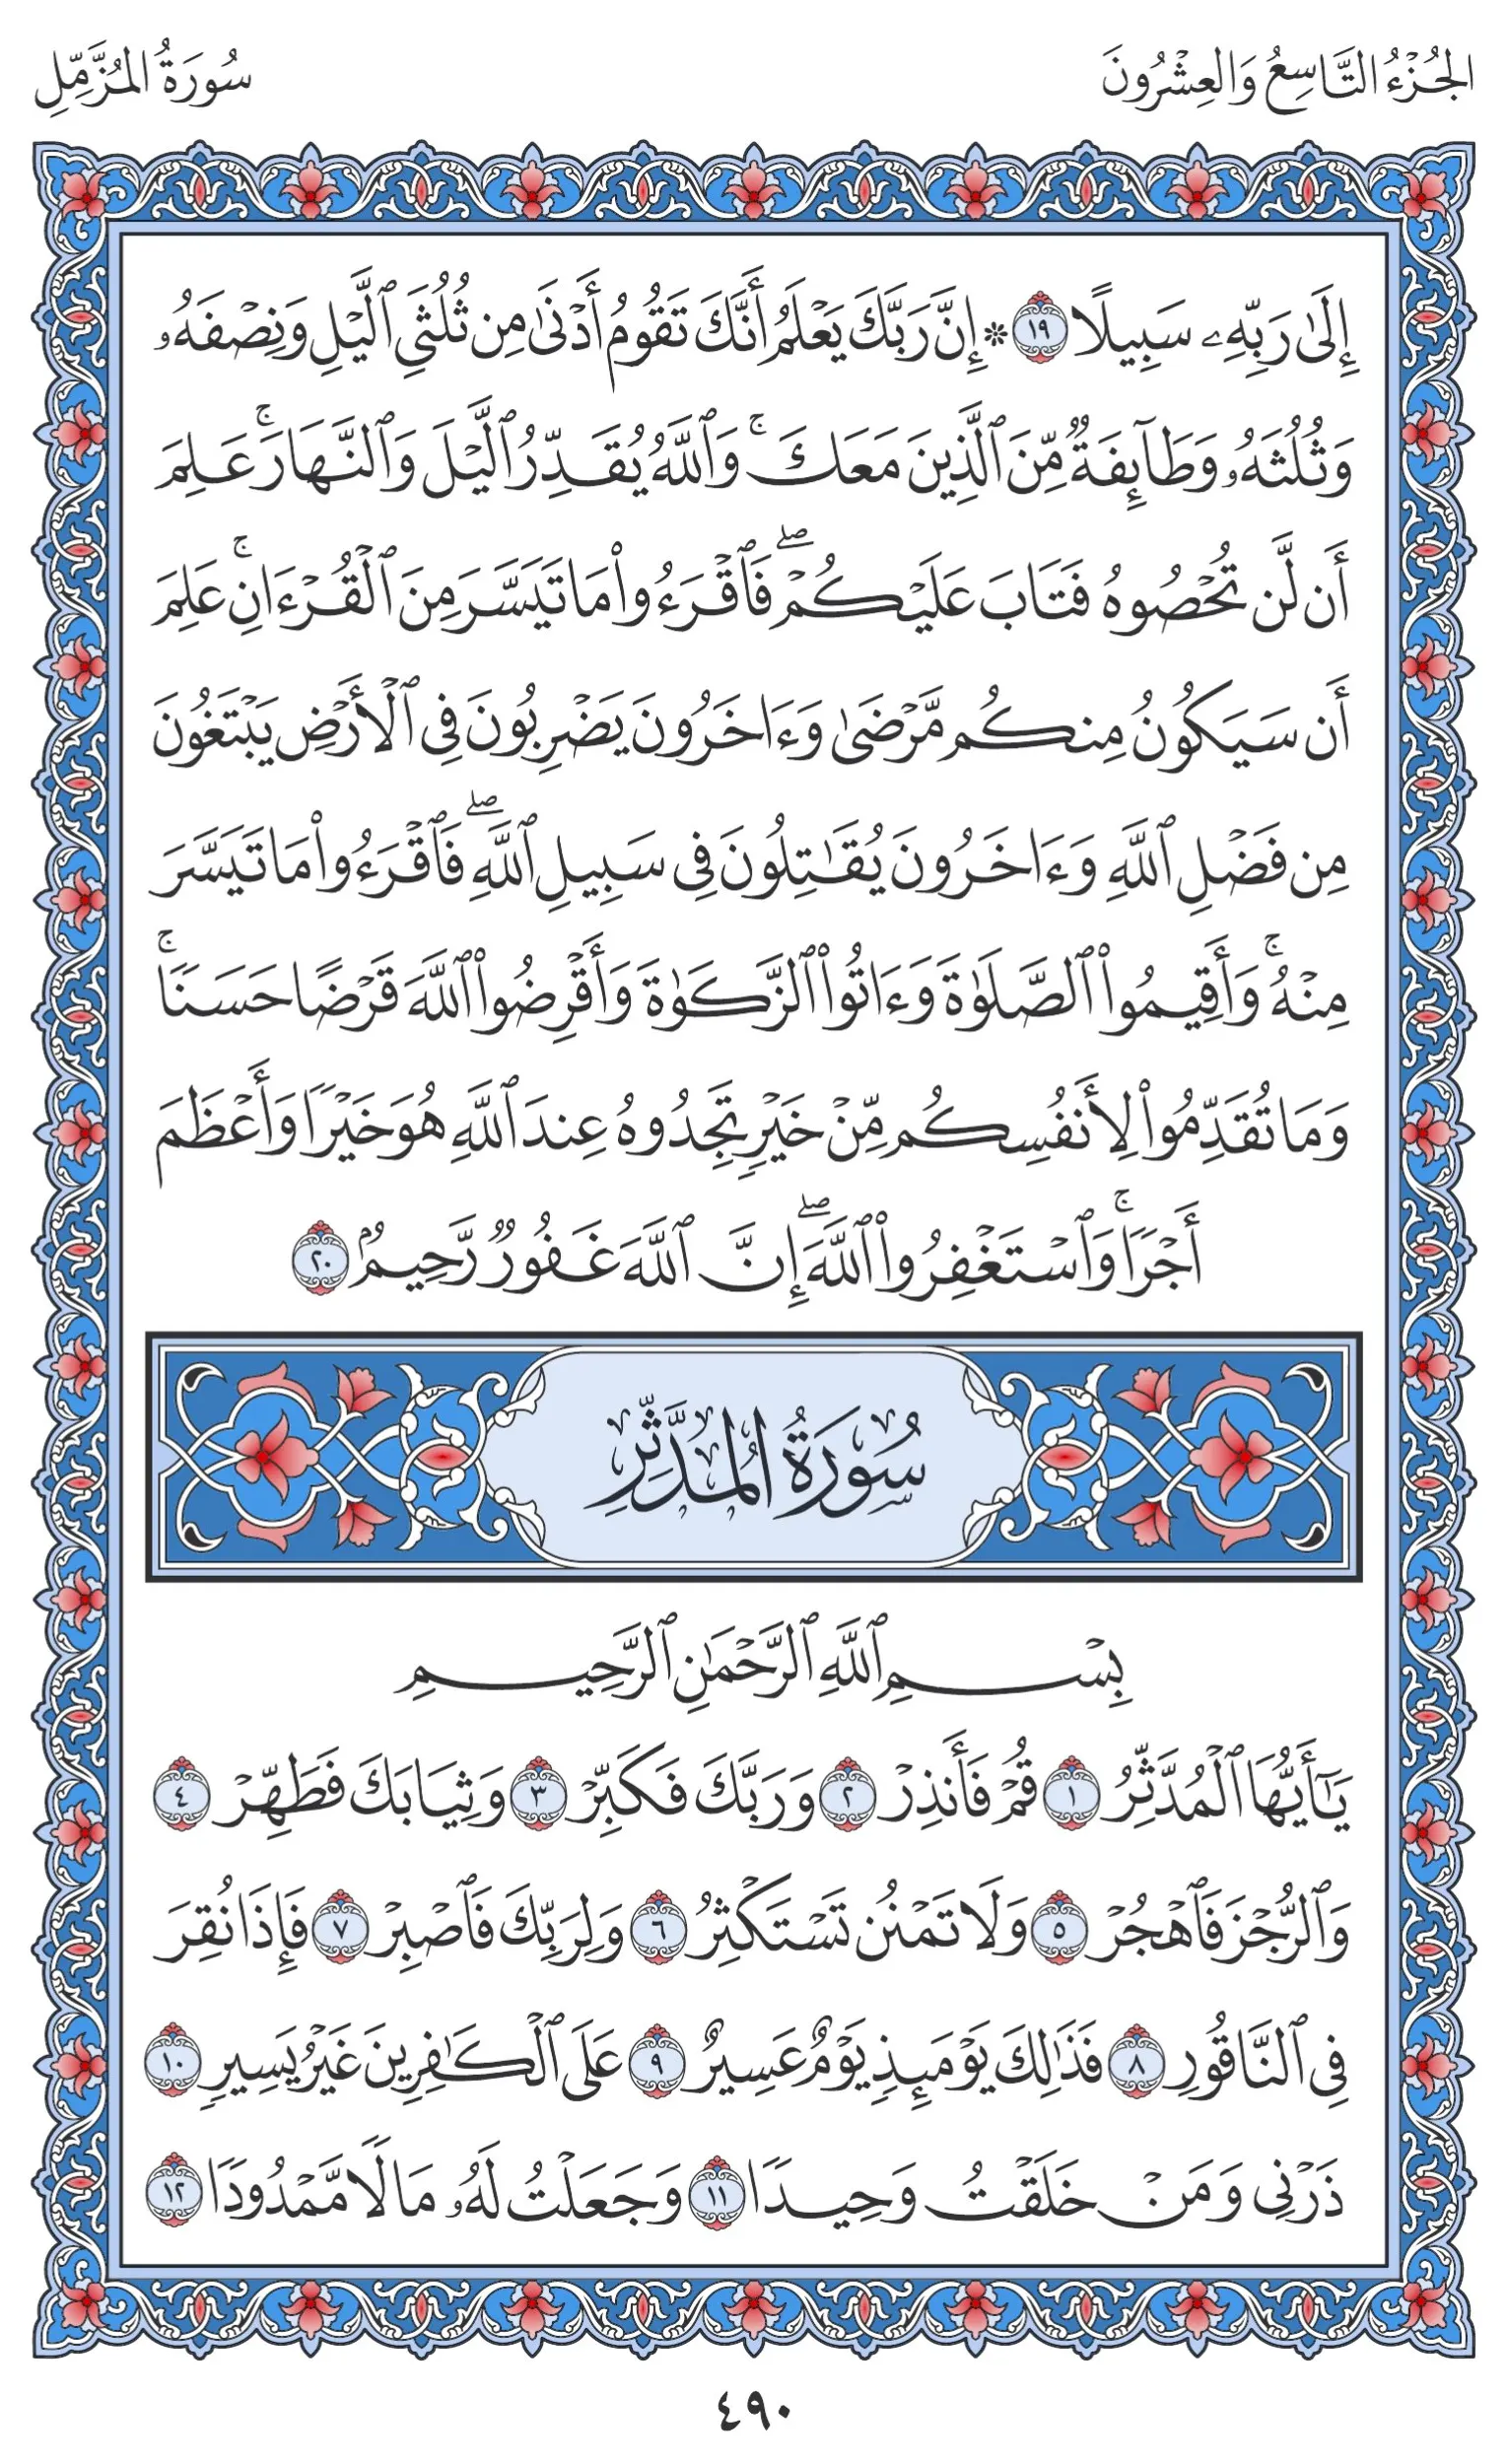 الجُزْءُ التَّاسِعُ وَالعِشْرُونَ
سُورَةُ المُزَّمِّلِ
إِلَىٰ رَبِّهِۦ سَبِيلًا ١٩ ۞ إِنَّ رَبَّكَ يَعْلَمُ أَنَّكَ تَقُومُ أَدْنَىٰ مِن ثُلُثَىِ ٱلَّيْلِ وَنِصْفَهُۥ
وَثُلُثَهُۥ وَطَآئِفَةٌ مِّنَ ٱلَّذِينَ مَعَكَ ۚ وَٱللَّهُ يُقَدِّرُ ٱلَّيْلَ وَٱلنَّهَارَ ۚ عَلِمَ
أَن لَّن تُحْصُوهُ فَتَابَ عَلَيْكُمْ ۖ فَٱقْرَءُوا۟ مَا تَيَسَّرَ مِنَ ٱلْقُرْءَانِ ۚ عَلِمَ
أَن سَيَكُونُ مِنكُم مَّرْضَىٰ وَءَاخَرُونَ يَضْرِبُونَ فِى ٱلْأَرْضِ يَبْتَغُونَ
مِن فَضْلِ ٱللَّهِ وَءَاخَرُونَ يُقَـٰتِلُونَ فِى سَبِيلِ ٱللَّهِ ۖ فَٱقْرَءُوا۟ مَا تَيَسَّرَ
مِنْهُ ۚ وَأَقِيمُوا۟ ٱلصَّلَوٰةَ وَءَاتُوا۟ ٱلزَّكَوٰةَ وَأَقْرِضُوا۟ ٱللَّهَ قَرْضًا حَسَنًا ۚ
وَمَا تُقَدِّمُوا۟ لِأَنفُسِكُم مِّنْ خَيْرٍ تَجِدُوهُ عِندَ ٱللَّهِ هُوَ خَيْرًا وَأَعْظَمَ
أَجْرًا ۚ وَٱسْتَغْفِرُوا۟ ٱللَّهَ ۖ إِنَّ ٱللَّهَ غَفُورٌ رَّحِيمٌۢ ٢٠
سُورَةُ المُدَّثِّرِ
بِسْمِ ٱللَّهِ ٱلرَّحْمَـٰنِ ٱلرَّحِيمِ
يَـٰٓأَيُّهَا ٱلْمُدَّثِّرُ ١ قُمْ فَأَنذِرْ ٢ وَرَبَّكَ فَكَبِّرْ ٣ وَثِيَابَكَ فَطَهِّرْ ٤
وَٱلرُّجْزَ فَٱهْجُرْ ٥ وَلَا تَمْنُن تَسْتَكْثِرُ ٦ وَلِرَبِّكَ فَٱصْبِرْ ٧ فَإِذَا نُقِرَ
فِى ٱلنَّاقُورِ ٨ فَذَٰلِكَ يَوْمَئِذٍ يَوْمٌ عَسِيرٌ ٩ عَلَى ٱلْكَـٰفِرِينَ غَيْرُ يَسِيرٍ ١٠
ذَرْنِى وَمَنْ خَلَقْتُ وَحِيدًا ١١ وَجَعَلْتُ لَهُۥ مَالًا مَّمْدُودًا ١٢
٤٩٠